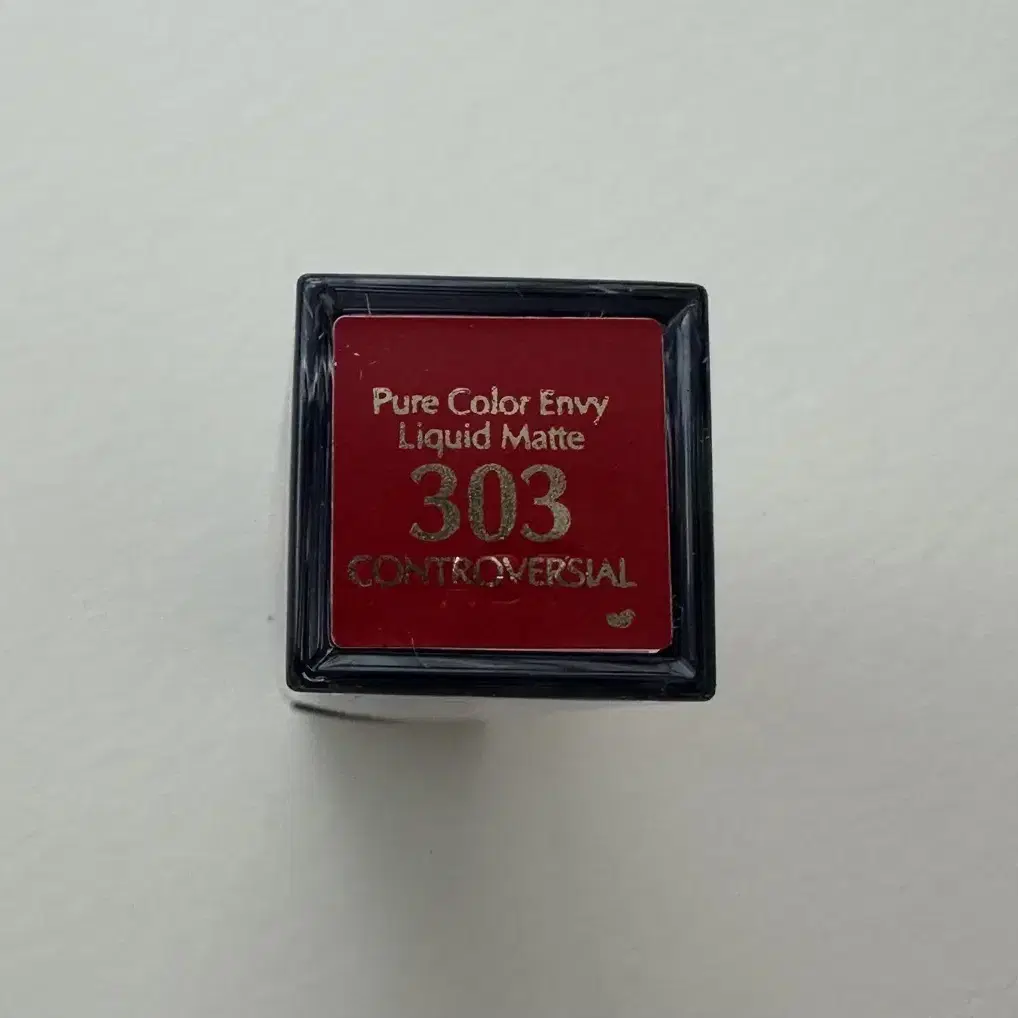 Pure Color Envy
Liquid Matte
303
CONTROVERSIAL